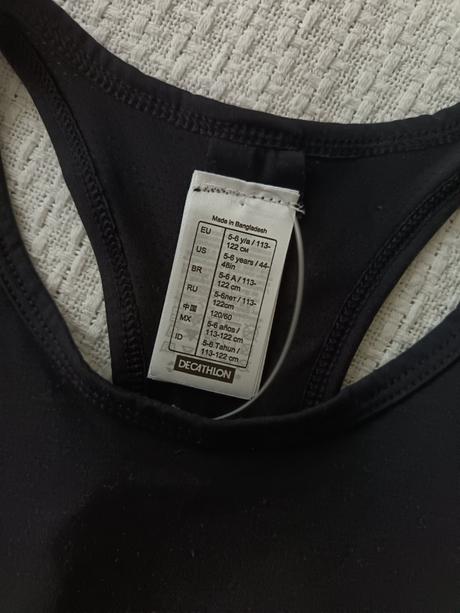 Made in Bangladesh
EU 5-6 y/a / 113-
122 см
US 5-6 years / 44-
48in
BR 5-6 A / 113-
122 cm
RU 5-6лет / 113-
122cm
中国 120/60
MX 5-6 años /
113-122 cm
ID 5-6 Tahun /
113-122 cm
DECATHLON